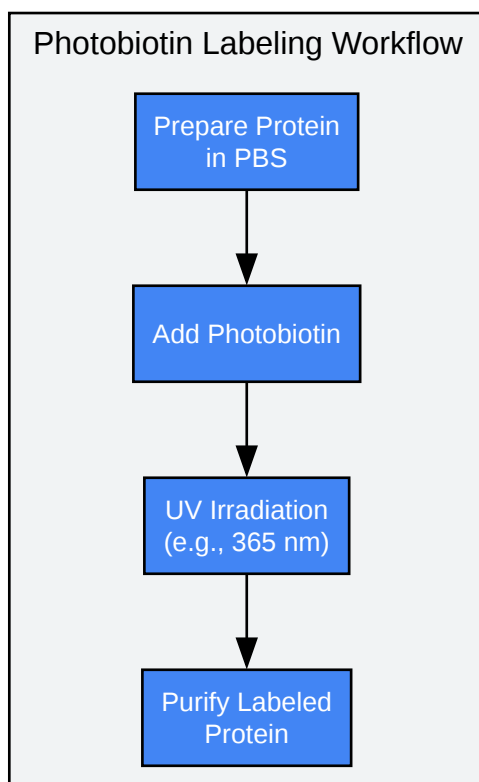 Photobiotin Labeling Workflow
Prepare Protein
in PBS
Add Photobiotin
UV Irradiation
(e.g., 365 nm)
Purify Labeled
Protein